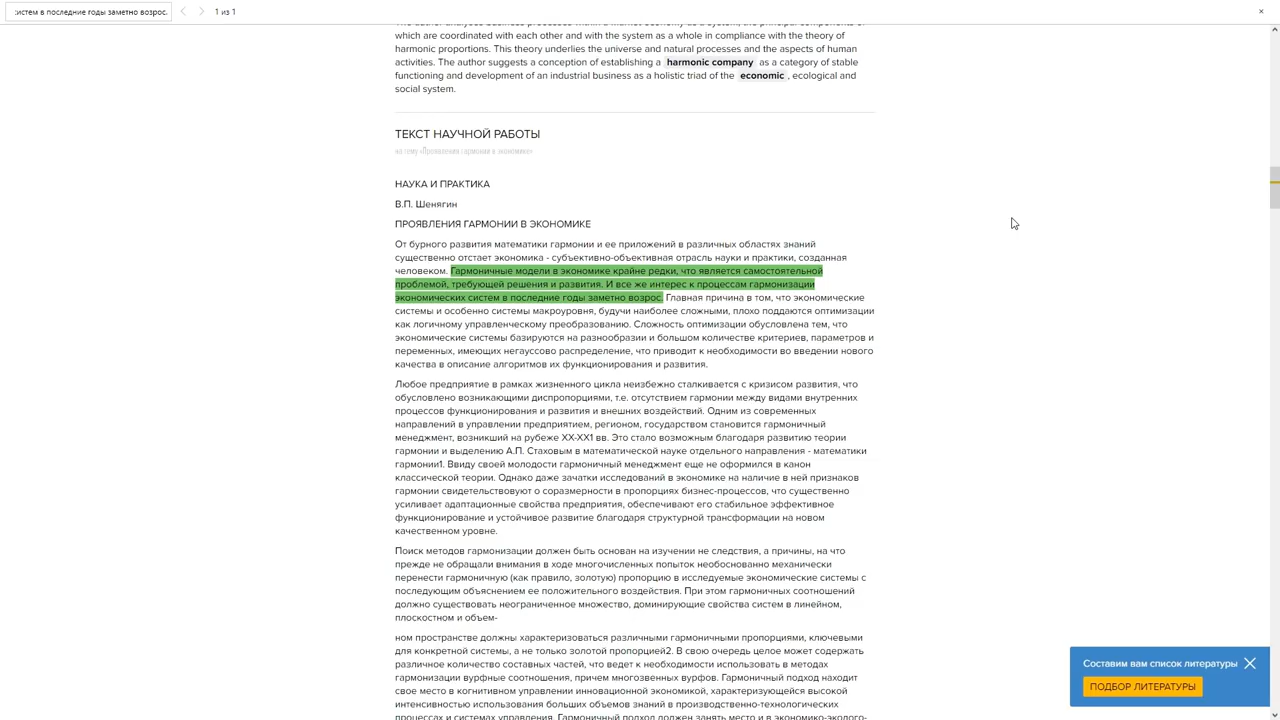 :истем в последние годы заметно возрос.
1 из 1
which are coordinated with each other and with the system as a whole in compliance with the theory of
harmonic proportions. This theory underlies the universe and natural processes and the aspects of human
activities. The author suggests a conception of establishing a harmonic company as a category of stable
functioning and development of an industrial business as a holistic triad of the economic , ecological and
social system.
ТЕКСТ НАУЧНОЙ РАБОТЫ
на тему «Проявления гармонии в экономике»
НАУКА И ПРАКТИКА
В.П. Шенягин
ПРОЯВЛЕНИЯ ГАРМОНИИ В ЭКОНОМИКЕ
От бурного развития математики гармонии и ее приложений в различных областях знаний
существенно отстает экономика - субъективно-объективная отрасль науки и практики, созданная
человеком. Гармоничные модели в экономике крайне редки, что является самостоятельной
проблемой, требующей решения и развития. И все же интерес к процессам гармонизации
экономических систем в последние годы заметно возрос. Главная причина в том, что экономические
системы и особенно системы макроуровня, будучи наиболее сложными, плохо поддаются оптимизации
как логичному управленческому преобразованию. Сложность оптимизации обусловлена тем, что
экономические системы базируются на разнообразии и большом количестве критериев, параметров и
переменных, имеющих негауссово распределение, что приводит к необходимости во введении нового
качества в описание алгоритмов их функционирования и развития.
Любое предприятие в рамках жизненного цикла неизбежно сталкивается с кризисом развития, что
обусловлено возникающими диспропорциями, т.е. отсутствием гармонии между видами внутренних
процессов функционирования и развития и внешних воздействий. Одним из современных
направлений в управлении предприятием, регионом, государством становится гармоничный
менеджмент, возникший на рубеже XX-XX1 вв. Это стало возможным благодаря развитию теории
гармонии и выделению А.П. Стаховым в математической науке отдельного направления - математики
гармонии1. Ввиду своей молодости гармоничный менеджмент еще не оформился в канон
классической теории. Однако даже зачатки исследований в экономике на наличие в ней признаков
гармонии свидетельствуют о соразмерности в пропорциях бизнес-процессов, что существенно
усиливает адаптационные свойства предприятия, обеспечивают его стабильное эффективное
функционирование и устойчивое развитие благодаря структурной трансформации на новом
качественном уровне.
Поиск методов гармонизации должен быть основан на изучении не следствия, а причины, на что
прежде не обращали внимания в ходе многочисленных попыток необоснованно механически
перенести гармоничную (как правило, золотую) пропорцию в исследуемые экономические системы с
последующим объяснением ее положительного воздействия. При этом гармоничных соотношений
должно существовать неограниченное множество, доминирующие свойства систем в линейном,
плоскостном и объем-
ном пространстве должны характеризоваться различными гармоничными пропорциями, ключевыми
для конкретной системы, а не только золотой пропорцией2. В свою очередь целое может содержать
различное количество составных частей, что ведет к необходимости использовать в методах
гармонизации вурфные соотношения, причем многозвенных вурфов. Гармоничный подход находит
свое место в когнитивном управлении инновационной экономикой, характеризующейся высокой
интенсивностью использования больших объемов знаний в производственно-технологических
процессах и системах управления. Гармоничный подход должен занять место и в экономико-эколого-
Составим вам список литературы
ПОДБОР ЛИТЕРАТУРЫ